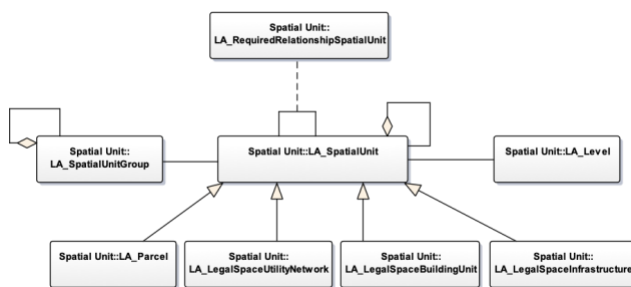 Spatial Unit::
LA_RequiredRelationshipSpatialUnit
Spatial Unit::
LA_SpatialUnitGroup
Spatial Unit::LA_SpatialUnit
Spatial Unit::LA_Level
Spatial Unit::LA_Parcel
Spatial Unit::
LA_LegalSpaceUtilityNetwork
Spatial Unit::
LA_LegalSpaceBuildingUnit
Spatial Unit::
LA_LegalSpaceInfrastructure